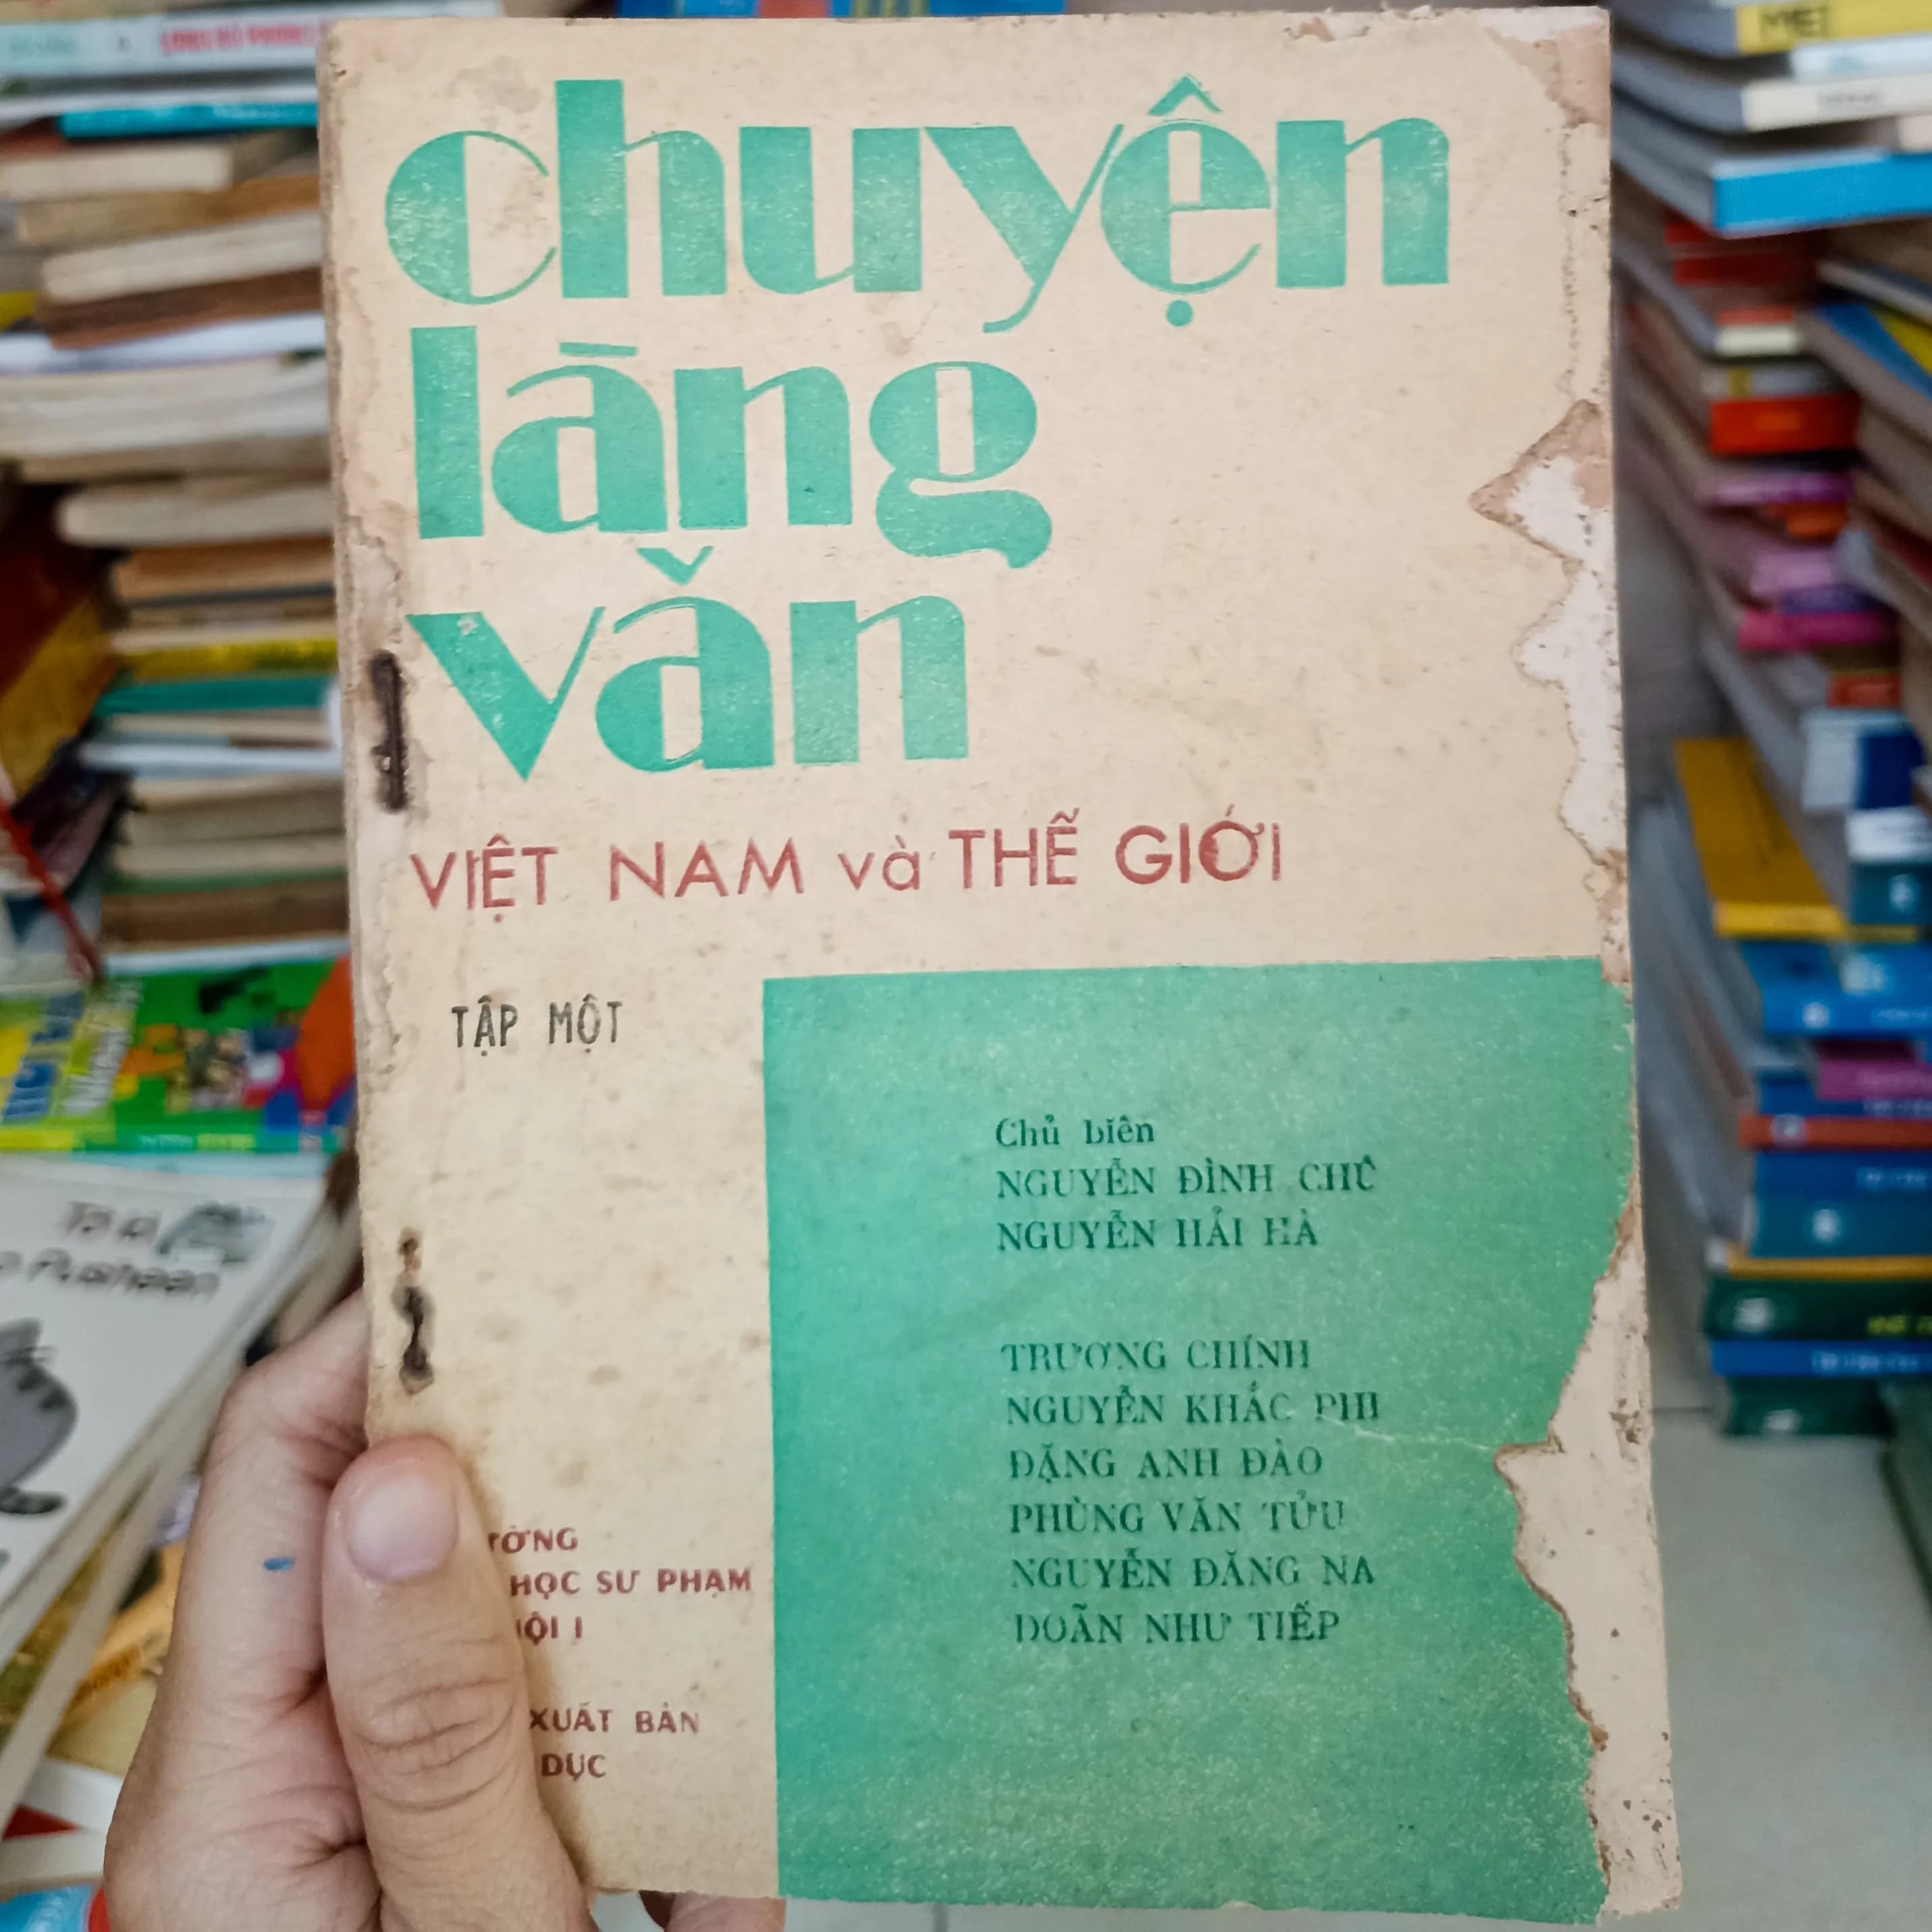 chuyện
làng
văn
VIỆT NAM và THẾ GIỚI
TẬP MỘT
Chủ biên
NGUYỄN ĐÌNH CHÚ
NGUYỄN HẢI HÀ
TRƯƠNG CHÍNH
NGUYỄN KHẮC PHI
ĐẶNG ANH ĐÀO
PHÙNG VĂN TỬU
NGUYỄN ĐĂNG NA
DOÃN NHƯ TIẾP
HỌC SƯ PHẠM
XUẤT BẢN
DỤC
Pusheen
MEI